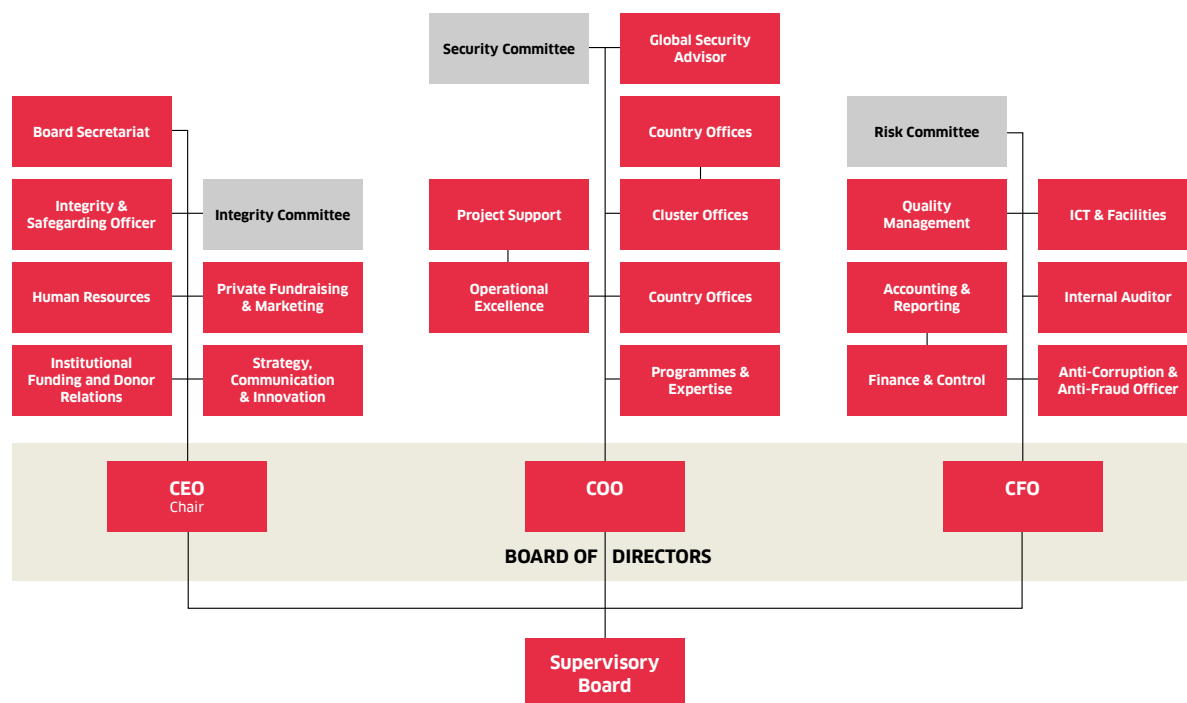 Security Committee
Global Security
Advisor
Board Secretariat
Country Offices
Risk Committee
Integrity &
Safegarding Officer
Integrity Committee
Project Support
Cluster Offices
Quality
Management
ICT & Facilities
Human Resources
Private Fundraising
& Marketing
Operational
Excellence
Country Offices
Accounting &
Reporting
Internal Auditor
Institutional
Funding and Donor
Relations
Strategy,
Communication
& Innovation
Programmes &
Expertise
Finance & Control
Anti-Corruption &
Anti-Fraud Officer
CEO
Chair
COO
CFO
BOARD OF DIRECTORS
Supervisory
Board